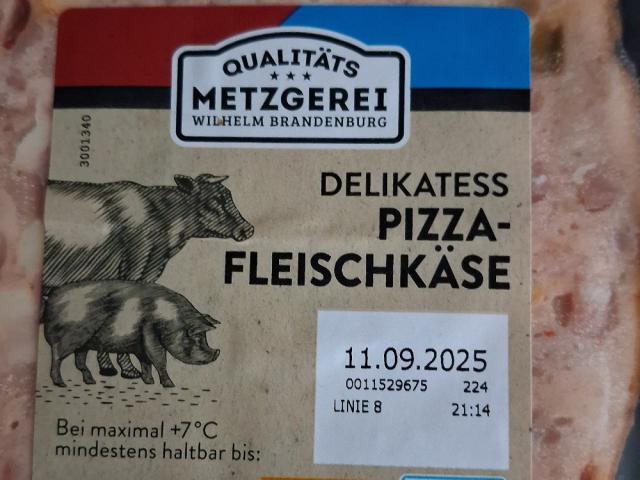 QUALITÄTS
METZGEREI
WILHELM BRANDENBURG
3001340
DELIKATESS
PIZZA-
FLEISCHKÄSE
11.09.2025
0011529675 224
LINIE 8 21:14
Bei maximal +7°C
mindestens haltbar bis: